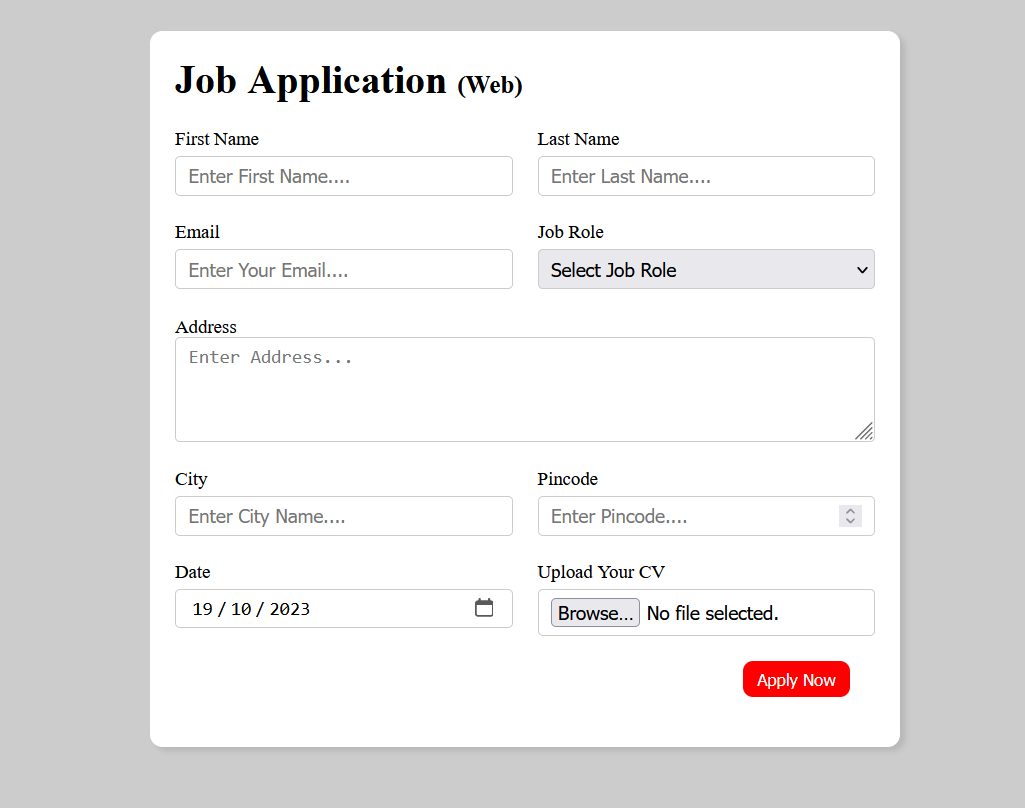 Job Application (Web)
First Name
Last Name
Enter First Name....
Enter Last Name....
Email
Job Role
Enter Your Email....
Select Job Role
Address
Enter Address...
City
Pincode
Enter City Name....
Enter Pincode....
Date
Upload Your CV
19 / 10 / 2023
Browse... No file selected.
Apply Now